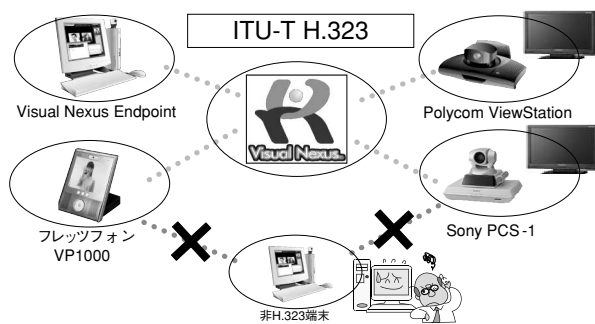 ITU-T H.323
Visual Nexus Endpoint
Visual Nexus
Polycom ViewStation
フレッツフォン
VP1000
Sony PCS-1
非H.323端末